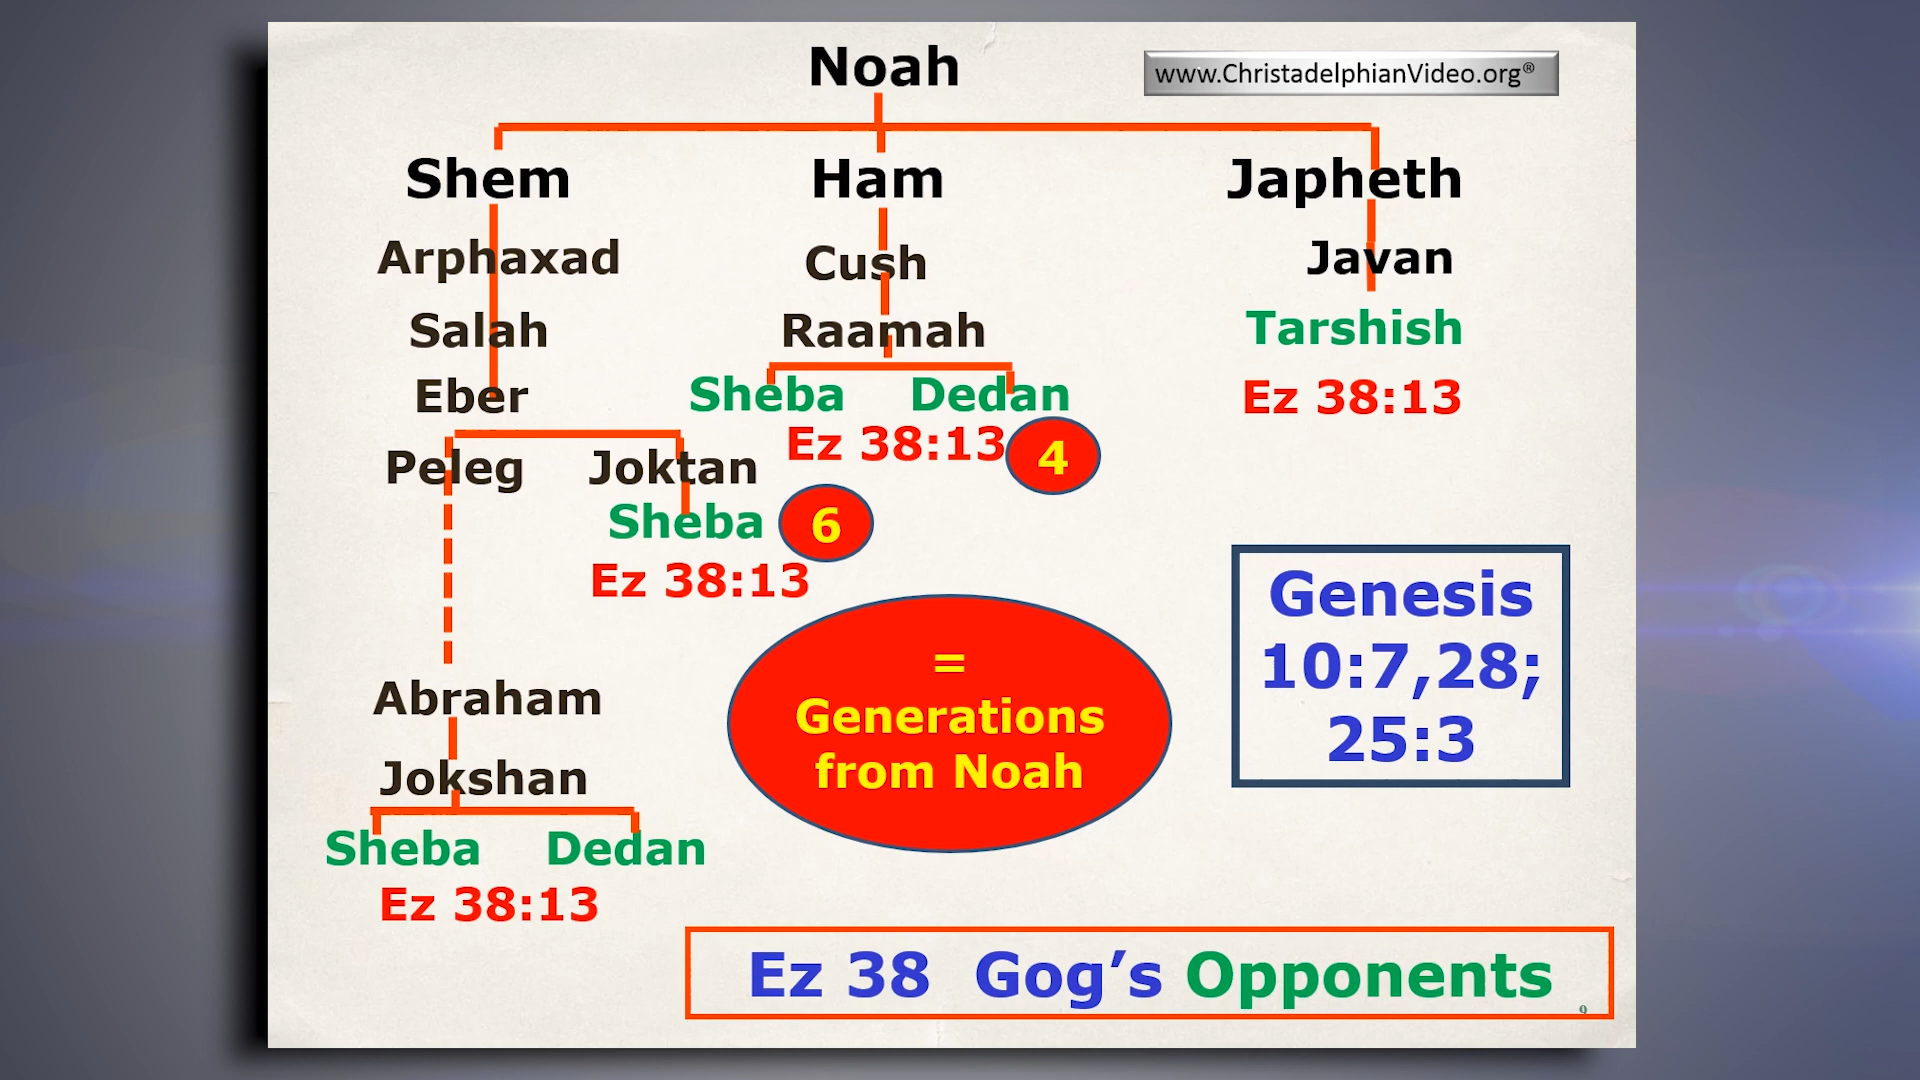 Noah
www.ChristadelphianVideo.org®
Shem Ham Japheth
Arphaxad Cush Javan
Salah Raamah Tarshish
Eber Sheba Dedan Ez 38:13
Ez 38:13 4
Peleg Joktan
Sheba 6
Ez 38:13
Abraham
Jokshan
Sheba Dedan
Ez 38:13
=
Generations
from Noah
Genesis
10:7,28;
25:3
Ez 38 Gog’s Opponents
9